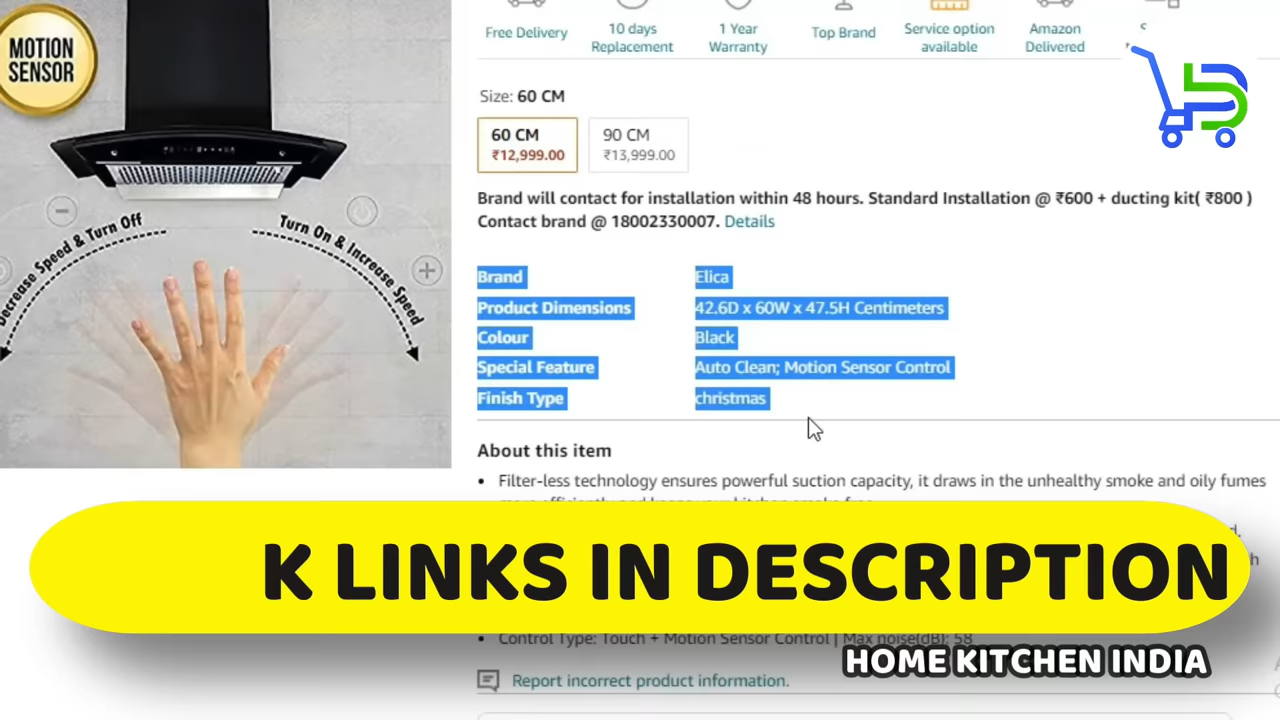 MOTION
SENSOR
Decrease Speed & Turn Off
Turn On & Increase Speed
Free Delivery
10 days
Replacement
1 Year
Warranty
Top Brand
Service option
available
Amazon
Delivered
Size: 60 CM
60 CM
₹12,999.00
90 CM
₹13,999.00
Brand will contact for installation within 48 hours. Standard Installation @ ₹600 + ducting kit( ₹800 )
Contact brand @ 18002330007. Details
Brand Elica
Product Dimensions 42.6D x 60W x 47.5H Centimeters
Colour Black
Special Feature Auto Clean; Motion Sensor Control
Finish Type christmas
About this item
• Filter-less technology ensures powerful suction capacity, it draws in the unhealthy smoke and oily fumes
K LINKS IN DESCRIPTION
• Control Type: Touch + Motion Sensor Control | Max noise(dB): 58
HOME KITCHEN INDIA
Report incorrect product information.